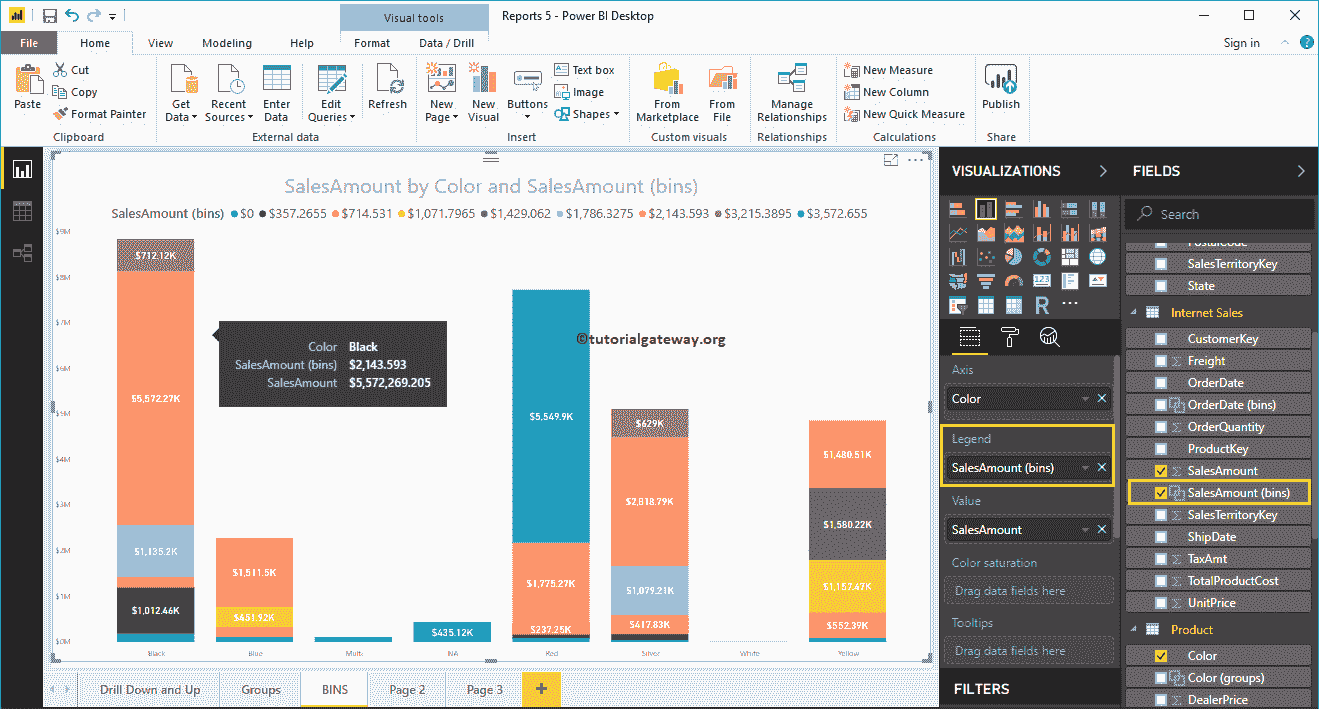 Visual tools
Reports 5 - Power BI Desktop
File Home View Modeling Help Format Data / Drill Sign in
Paste
Cut
Copy
Format Painter
Clipboard
Get Data
Recent Sources
Enter Data
Edit Queries
External data
Refresh
New Page
New Visual
Buttons
Text box
Image
Shapes
Insert
From Marketplace
From File
Custom visuals
Manage Relationships
Relationships
New Measure
New Column
New Quick Measure
Calculations
Publish
Share
SalesAmount by Color and SalesAmount (bins)
SalesAmount (bins) $0 $357.2655 $714.531 $1,071.7965 $1,429.062 $1,786.3275 $2,143.593 $3,215.3895 $3,572.655
$9M
$8M
$7M
$6M
$5M
$4M
$3M
$2M
$1M
$0M
$712.12K
$5,572.27K
$1,135.2K
$1,012.46K
Color Black
SalesAmount (bins) $2,143.593
SalesAmount $5,572,269.205
$1,511.5K
$435.12K
$5,549.9K
$1,775.27K
$237.25K
©tutorialgateway.org
$629K
$1,079.21K
$417.83K
$1,480.51K
$1,580.22K
$552.39K
Black Blue Multi NA Red Silver White Yellow
Drill Down and Up Groups BINS Page 2 Page 3 +
VISUALIZATIONS
R
123
Axis
Color
Legend
SalesAmount (bins)
Value
SalesAmount
Color saturation
Drag data fields here
Tooltips
Drag data fields here
FILTERS
FIELDS
Search
PostalCode
SalesTerritoryKey
State
Internet Sales
CustomerKey
Freight
OrderDate
OrderDate (bins)
OrderQuantity
ProductKey
SalesAmount
SalesAmount (bins)
SalesTerritoryKey
ShipDate
TaxAmt
TotalProductCost
UnitPrice
Product
Color
Color (groups)
DealerPrice